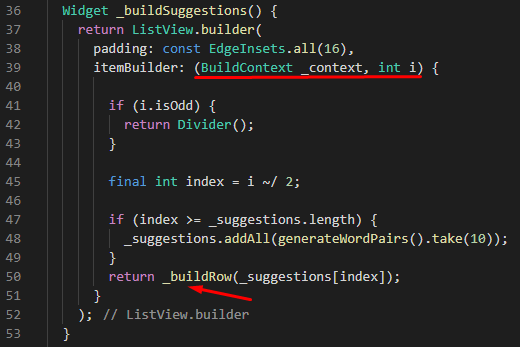 36 Widget _buildSuggestions() {
37 return ListView.builder(
38 padding: const EdgeInsets.all(16),
39 itemBuilder: (BuildContext _context, int i) {
40
41 if (i.isOdd) {
42 return Divider();
43 }
44
45 final int index = i ~/ 2;
46
47 if (index >= _suggestions.length) {
48 _suggestions.addAll(generateWordPairs().take(10));
49 }
50 return _buildRow(_suggestions[index]);
51 }
52 ); // ListView.builder
53 }